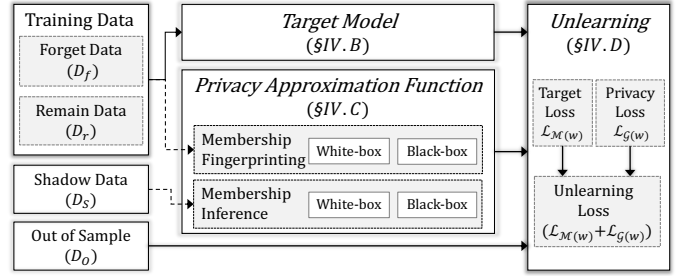 Training Data
Forget Data
(D_f)
Remain Data
(D_r)
Shadow Data
(D_S)
Out of Sample
(D_O)
Target Model
(§IV.B)
Privacy Approximation Function
(§IV.C)
Membership
Fingerprinting
White-box
Black-box
Membership
Inference
White-box
Black-box
Unlearning
(§IV.D)
Target
Loss
ℒ_ℳ(w)
Privacy
Loss
ℒ_𝒢(w)
Unlearning
Loss
(ℒ_ℳ(w)+ℒ_𝒢(w))